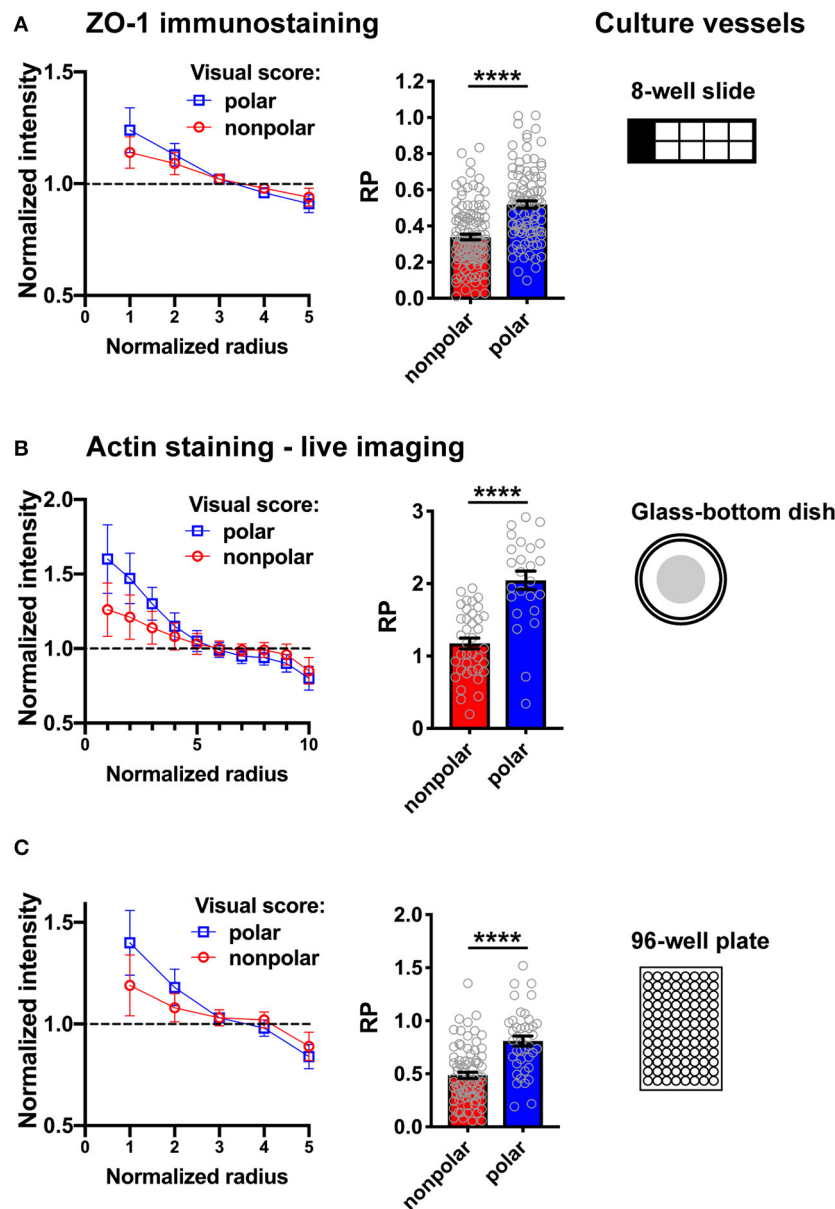 A ZO-1 immunostaining Culture vessels
Normalized intensity
1.5
1.0
0.5
0 1 2 3 4 5
Normalized radius
Visual score:
polar
nonpolar
RP
1.2
1.0
0.8
0.6
0.4
0.2
0.0
****
nonpolar
polar
8-well slide
B Actin staining - live imaging
Normalized intensity
2.0
1.5
1.0
0.5
0 5 10
Normalized radius
Visual score:
polar
nonpolar
RP
3
2
1
0
****
nonpolar
polar
Glass-bottom dish
C
Normalized intensity
1.5
1.0
0.5
0 1 2 3 4 5
Normalized radius
Visual score:
polar
nonpolar
RP
2.0
1.5
1.0
0.5
0.0
****
nonpolar
polar
96-well plate